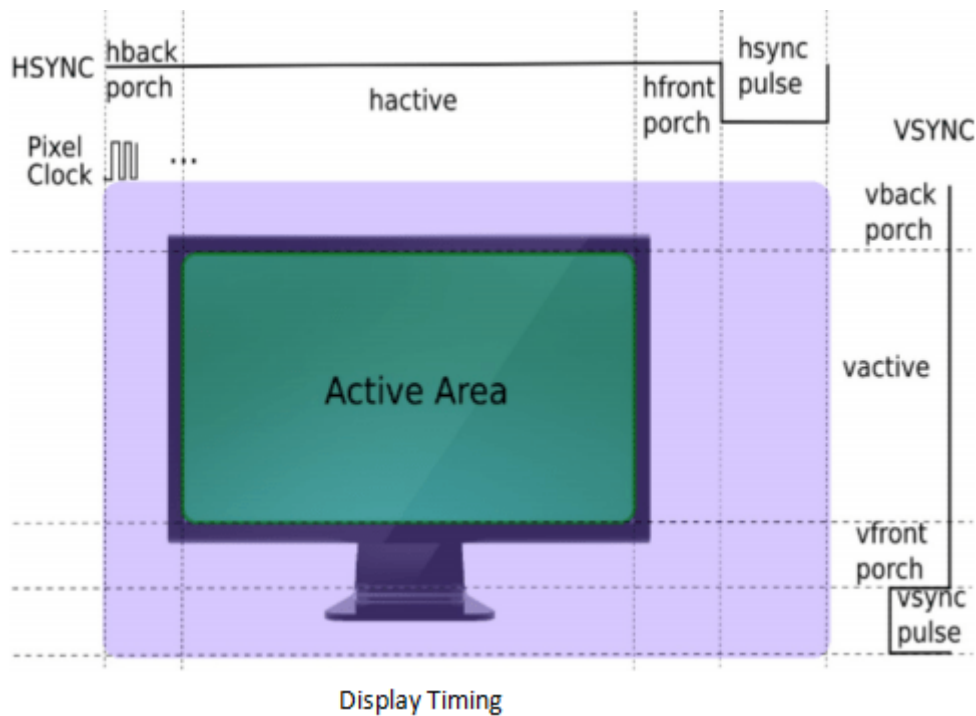 HSYNC
hback
porch
hactive
hfront
porch
hsync
pulse
VSYNC
Pixel
Clock
...
vback
porch
Active Area
vactive
vfront
porch
vsync
pulse
Display Timing